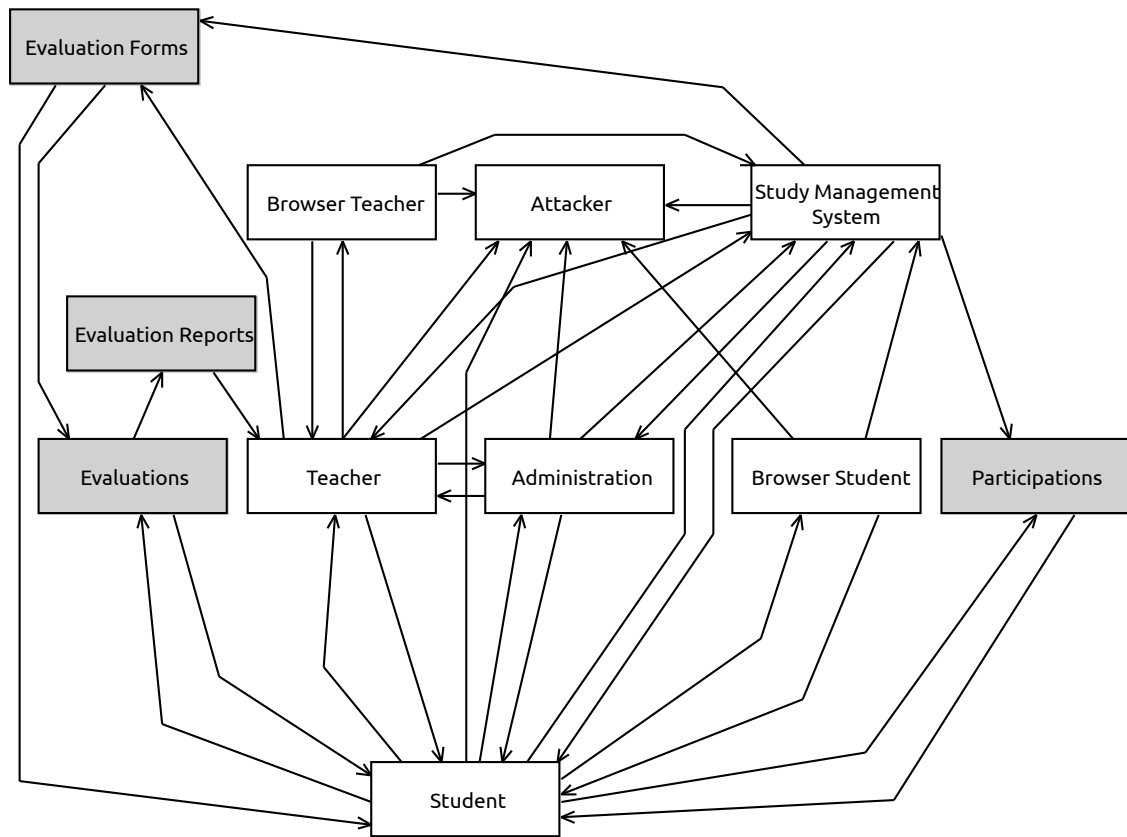 Evaluation Forms
Browser Teacher
Attacker
Study Management
System
Evaluation Reports
Evaluations
Teacher
Administration
Browser Student
Participations
Student